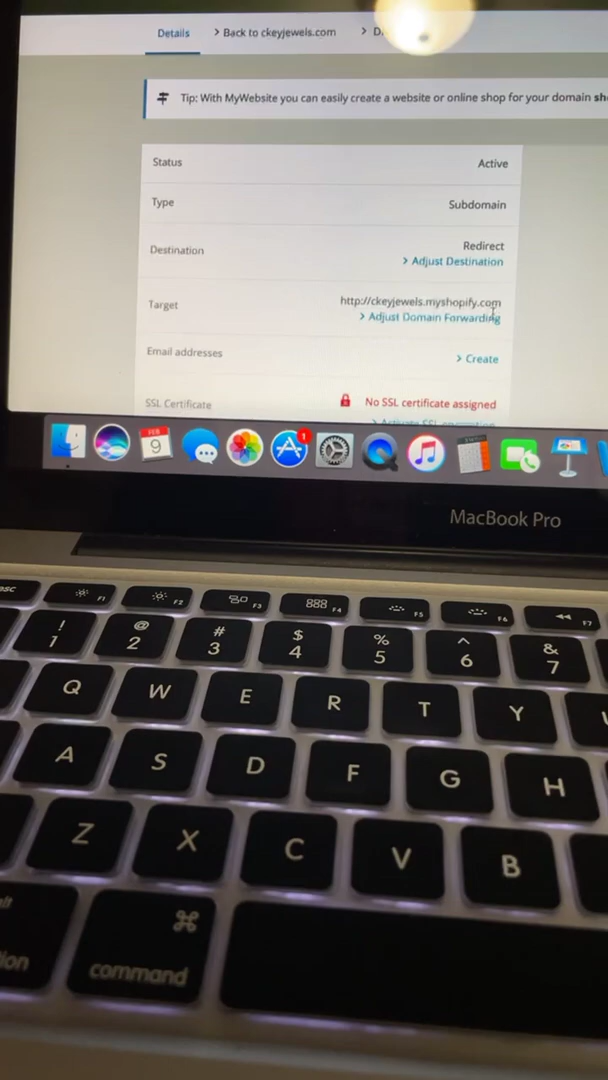 Details > Back to ckeyjewels.com >
Tip: With MyWebsite you can easily create a website or online shop for your domain
Status Active
Type Subdomain
Destination Redirect
> Adjust Destination
Target http://ckeyjewels.myshopify.com
> Adjust Domain Forwarding
Email addresses > Create
SSL Certificate No SSL certificate assigned
FEB
9
1
MacBook Pro
esc F1 F2 F3 F4 F5 F6 F7
! @ # $ % ^ &
1 2 3 4 5 6 7
Q W E R T Y
A S D F G H
Z X C V B
⌘
command